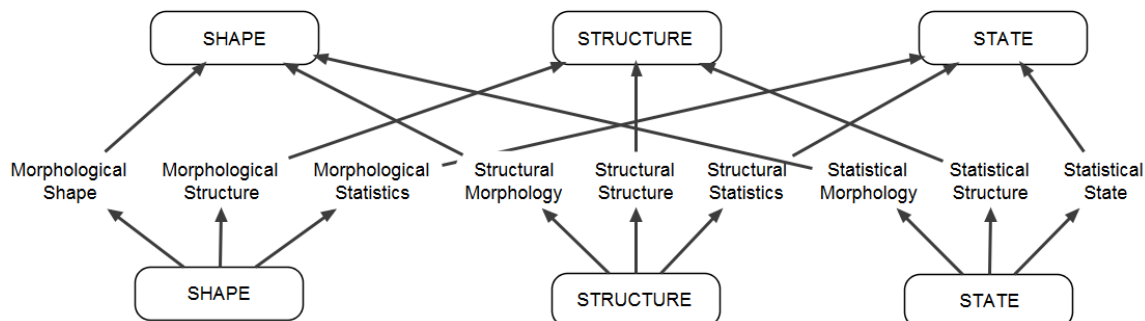 SHAPE
STRUCTURE
STATE
Morphological
Shape
Morphological
Structure
Morphological
Statistics
Structural
Morphology
Structural
Structure
Structural
Statistics
Statistical
Morphology
Statistical
Structure
Statistical
State
SHAPE
STRUCTURE
STATE